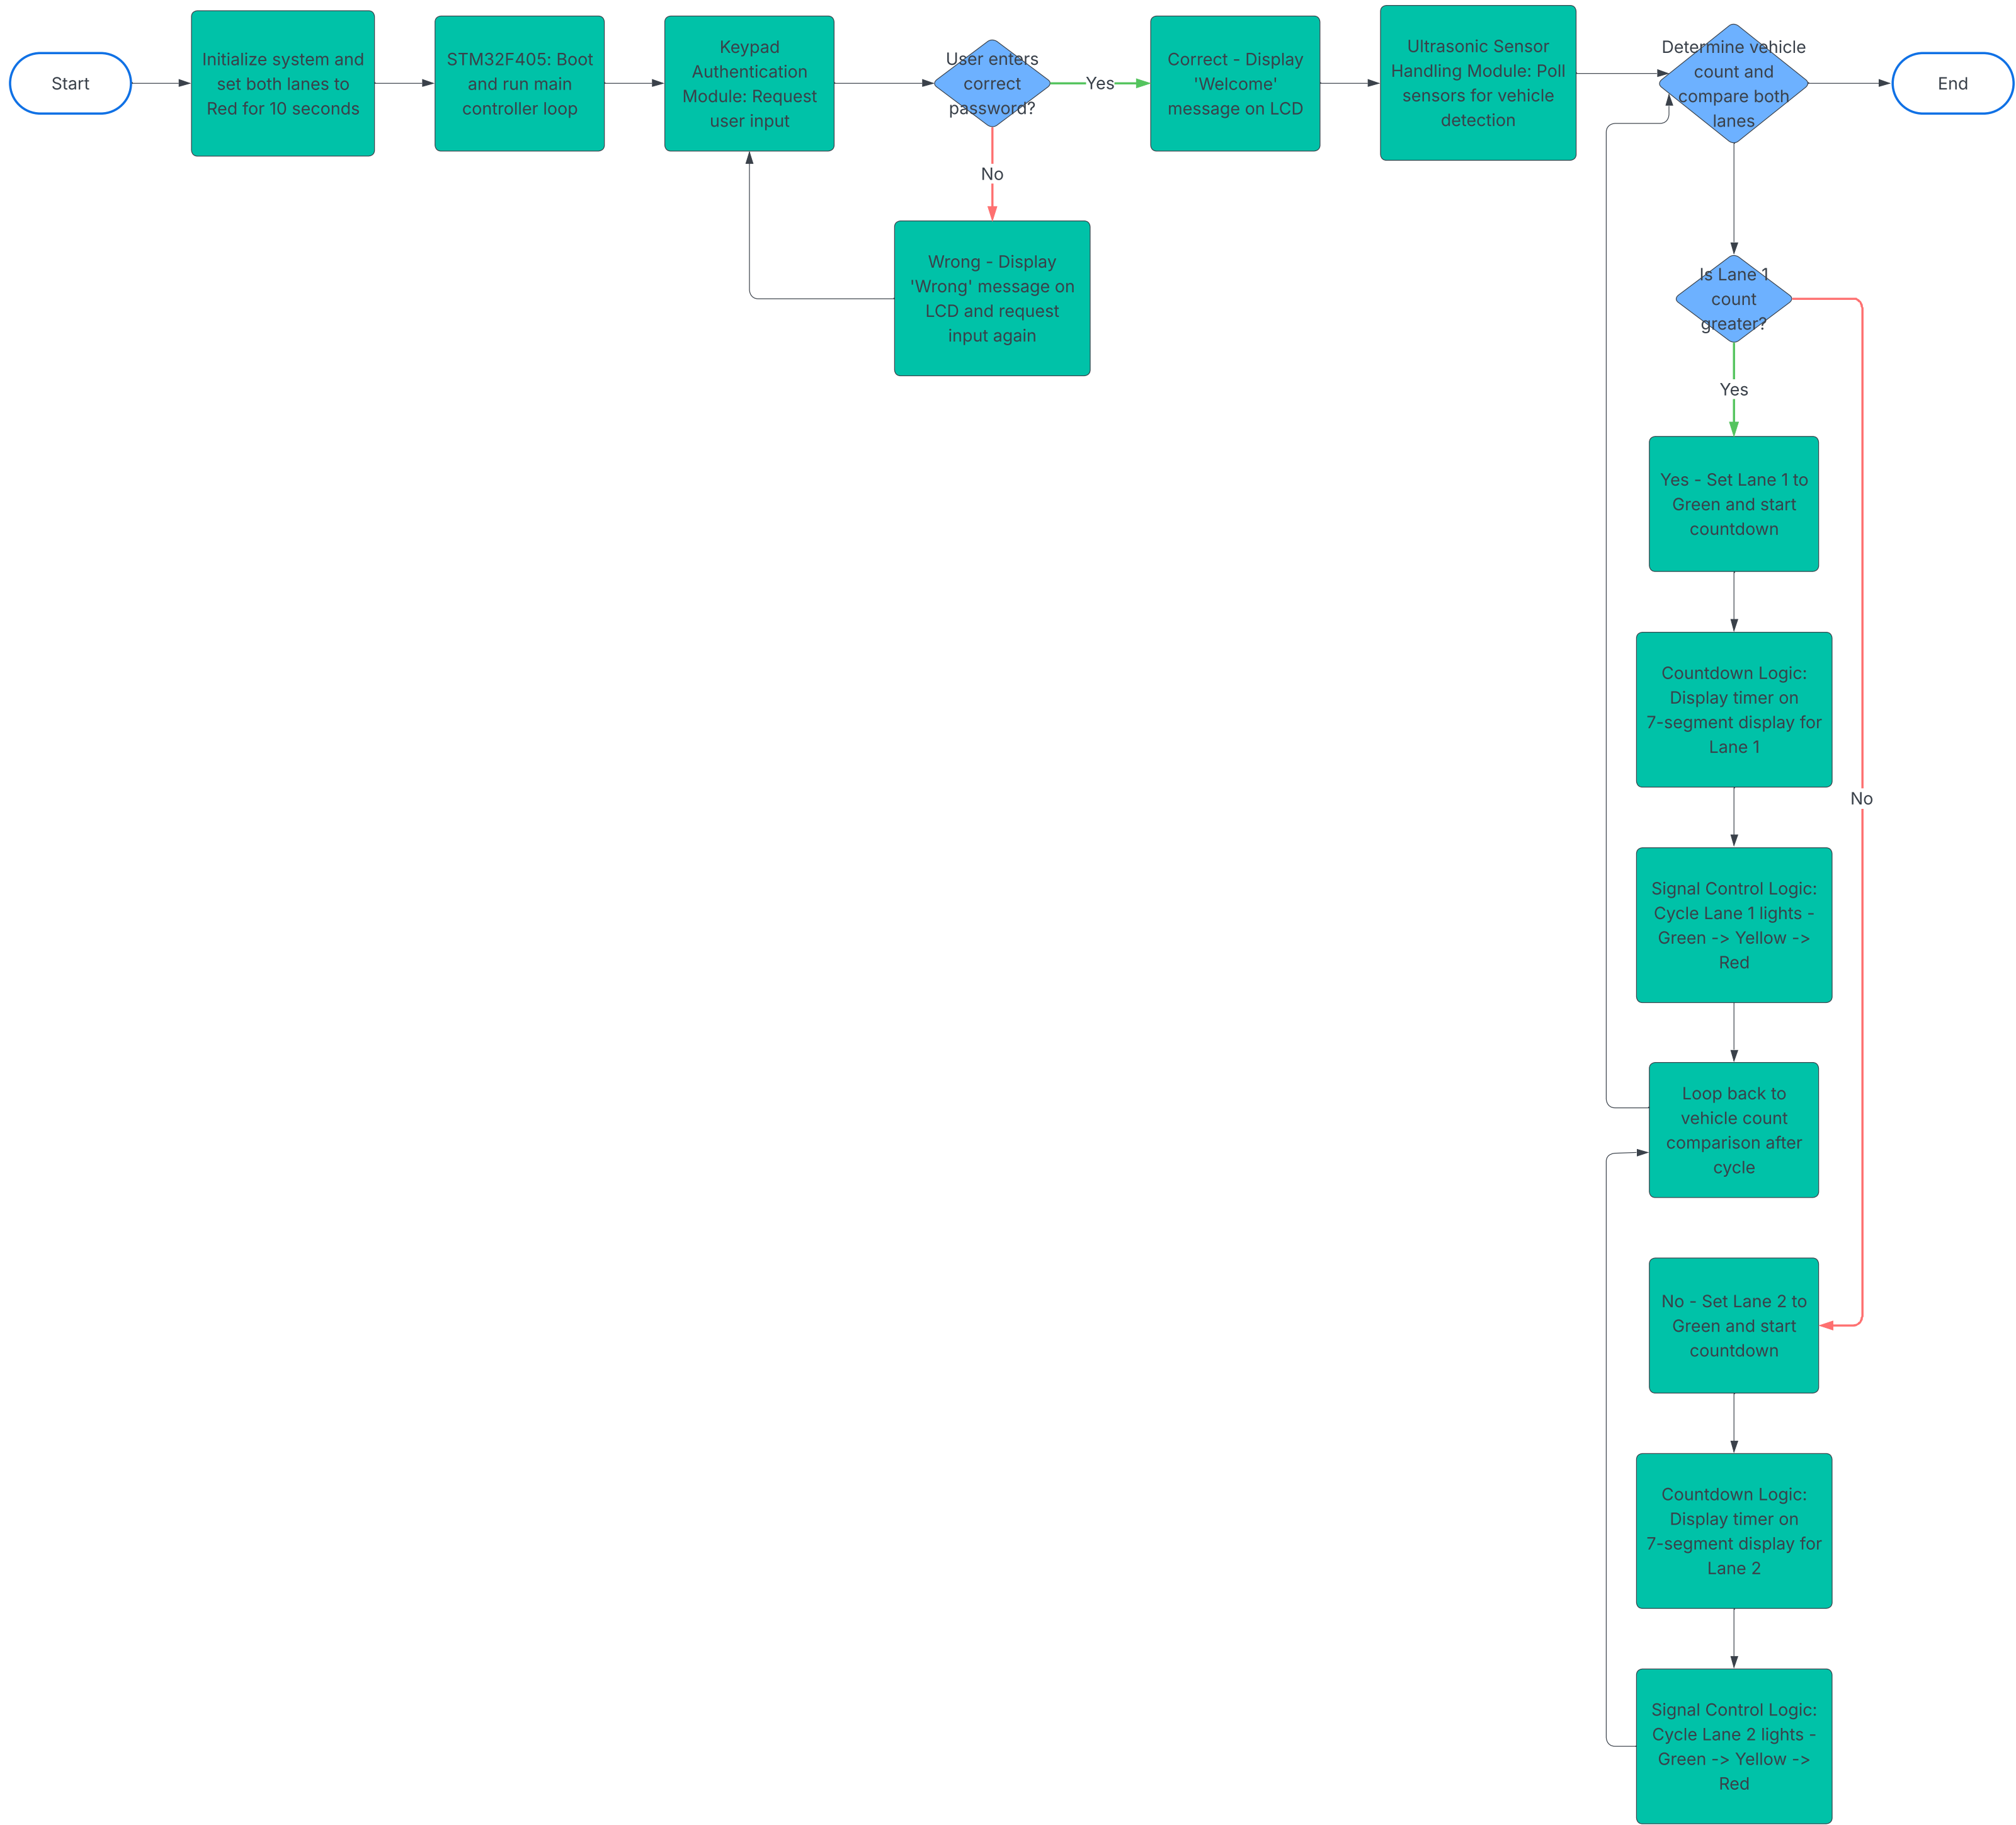 Start
Initialize system and
set both lanes to
Red for 10 seconds
STM32F405: Boot
and run main
controller loop
Keypad
Authentication
Module: Request
user input
User enters
correct
password?
Yes
Correct - Display
'Welcome'
message on LCD
Ultrasonic Sensor
Handling Module: Poll
sensors for vehicle
detection
Determine vehicle
count and
compare both
lanes
End
No
Wrong - Display
'Wrong' message on
LCD and request
input again
Is Lane 1
count
greater?
Yes
Yes - Set Lane 1 to
Green and start
countdown
Countdown Logic:
Display timer on
7-segment display for
Lane 1
No
Signal Control Logic:
Cycle Lane 1 lights -
Green -> Yellow ->
Red
Loop back to
vehicle count
comparison after
cycle
No - Set Lane 2 to
Green and start
countdown
Countdown Logic:
Display timer on
7-segment display for
Lane 2
Signal Control Logic:
Cycle Lane 2 lights -
Green -> Yellow ->
Red